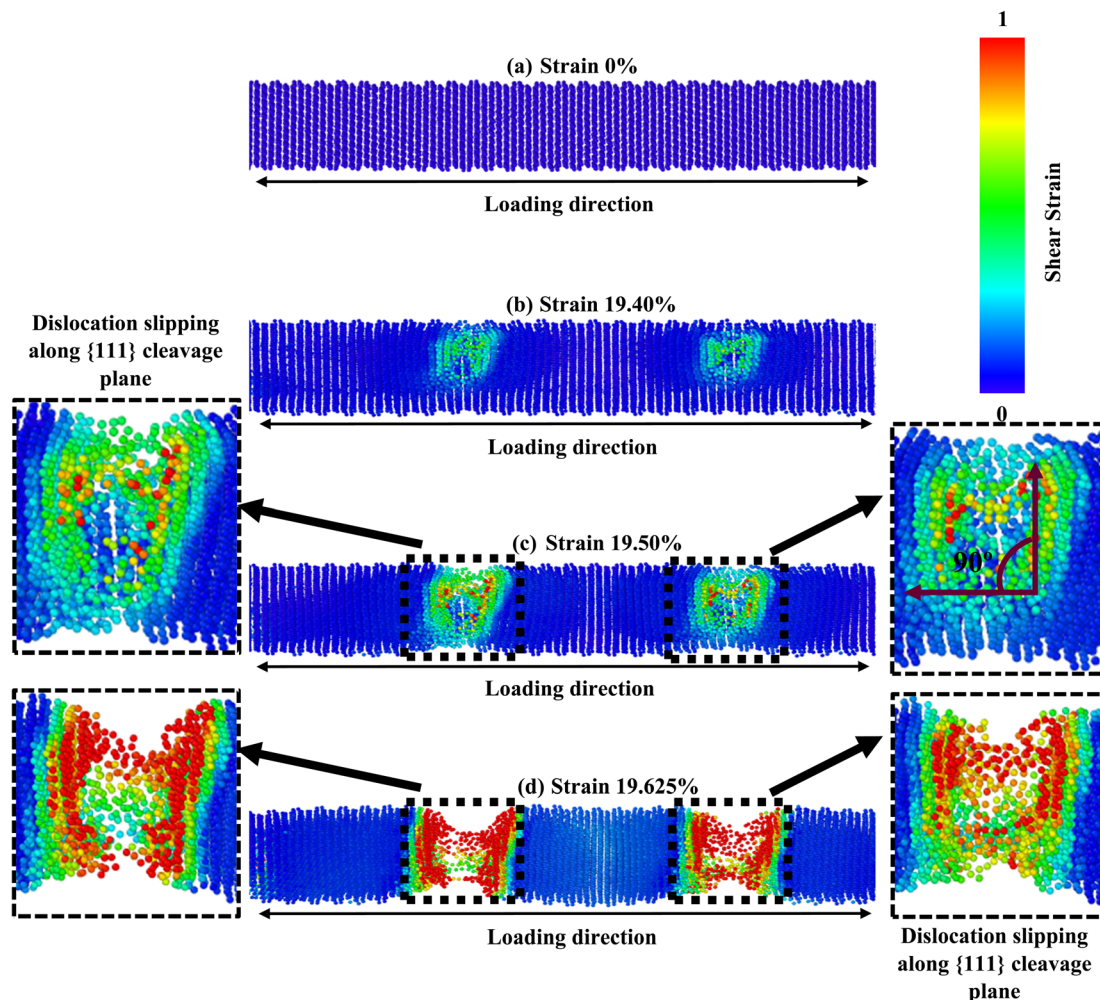 1
(a) Strain 0%
Loading direction
Shear Strain
0
(b) Strain 19.40%
Dislocation slipping
along {111} cleavage
plane
Loading direction
(c) Strain 19.50%
90°
Loading direction
(d) Strain 19.625%
Loading direction
Dislocation slipping
along {111} cleavage
plane